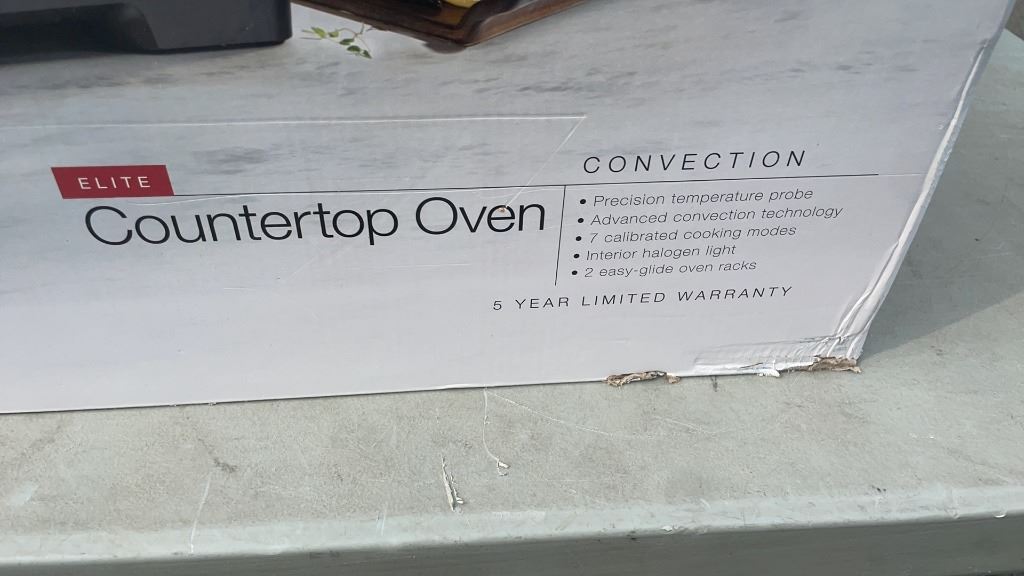 ELITE
Countertop Oven
CONVECTION
• Precision temperature probe
• Advanced convection technology
• 7 calibrated cooking modes
• Interior halogen light
• 2 easy-glide oven racks
5 YEAR LIMITED WARRANTY